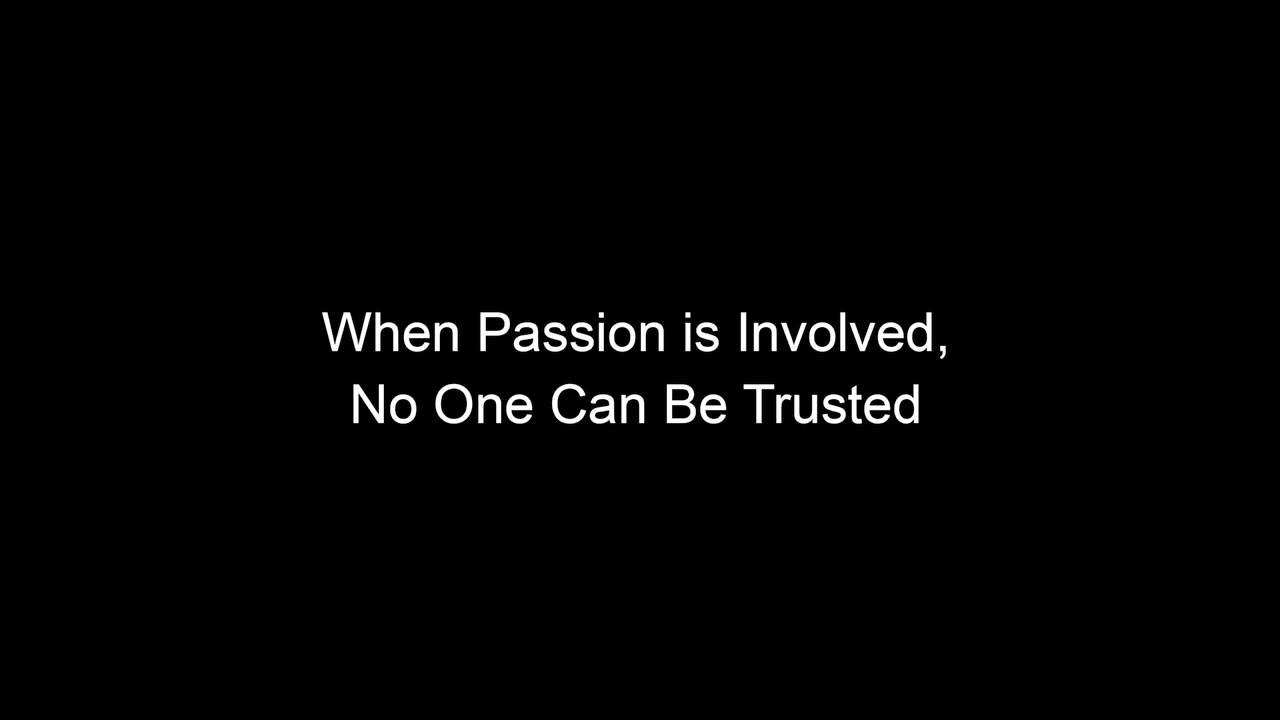 When Passion is Involved,
No One Can Be Trusted